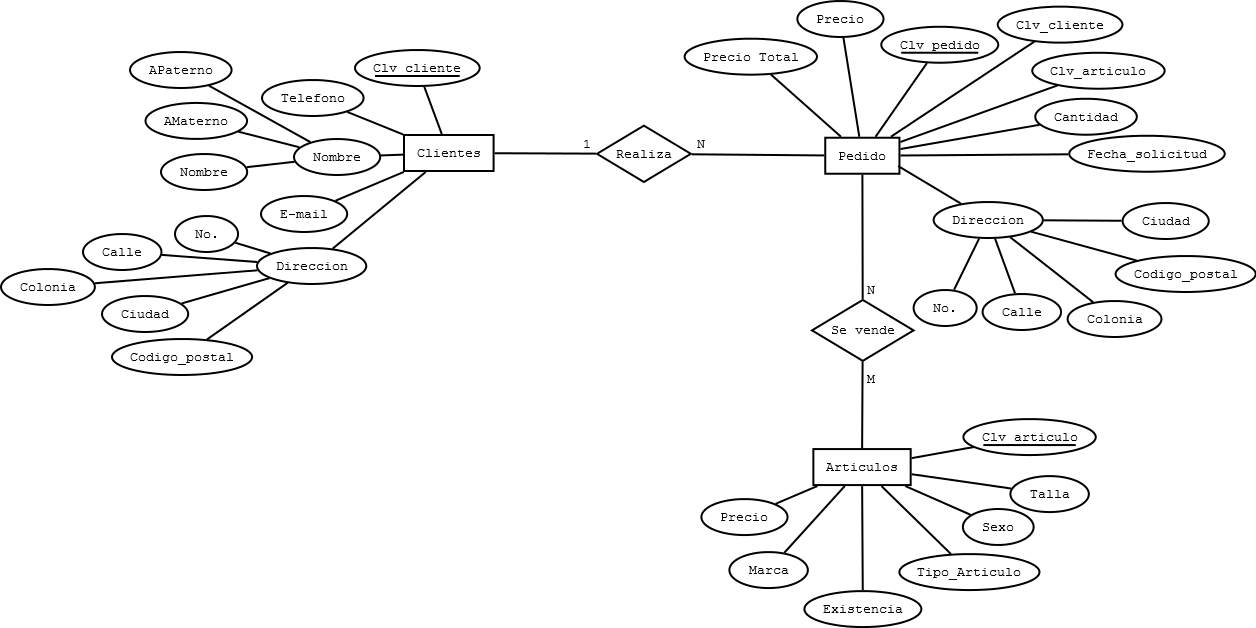 Precio
Clv_cliente
Clv_pedido
Precio Total
APaterno
Clv_cliente
Clv_articulo
Telefono
AMaterno
Cantidad
Clientes
1
Realiza
N
Pedido
Fecha_solicitud
Nombre
Nombre
E-mail
Direccion
Ciudad
No.
Calle
Direccion
Codigo_postal
Colonia
N
No.
Calle
Colonia
Ciudad
Se vende
Codigo_postal
M
Clv_articulo
Articulos
Talla
Precio
Sexo
Marca
Tipo_Articulo
Existencia